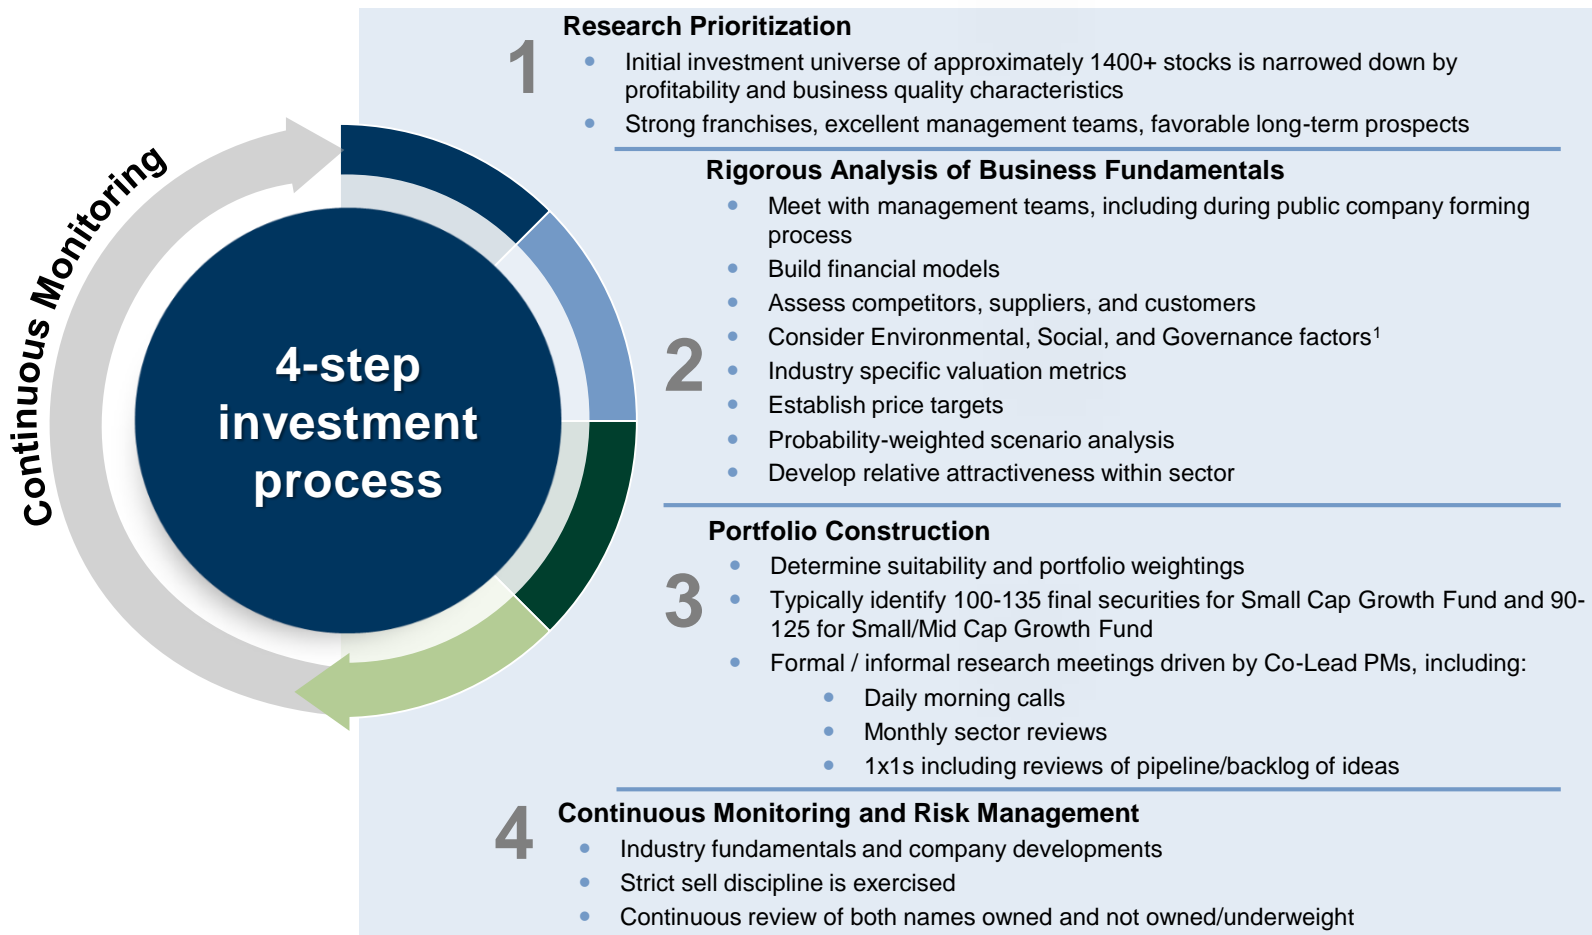 Continuous Monitoring
4-step
investment
process
1
Research Prioritization
• Initial investment universe of approximately 1400+ stocks is narrowed down by
profitability and business quality characteristics
• Strong franchises, excellent management teams, favorable long-term prospects
2
Rigorous Analysis of Business Fundamentals
• Meet with management teams, including during public company forming
process
• Build financial models
• Assess competitors, suppliers, and customers
• Consider Environmental, Social, and Governance factors¹
• Industry specific valuation metrics
• Establish price targets
• Probability-weighted scenario analysis
• Develop relative attractiveness within sector
3
Portfolio Construction
• Determine suitability and portfolio weightings
• Typically identify 100-135 final securities for Small Cap Growth Fund and 90-
125 for Small/Mid Cap Growth Fund
• Formal / informal research meetings driven by Co-Lead PMs, including:
• Daily morning calls
• Monthly sector reviews
• 1x1s including reviews of pipeline/backlog of ideas
4
Continuous Monitoring and Risk Management
• Industry fundamentals and company developments
• Strict sell discipline is exercised
• Continuous review of both names owned and not owned/underweight